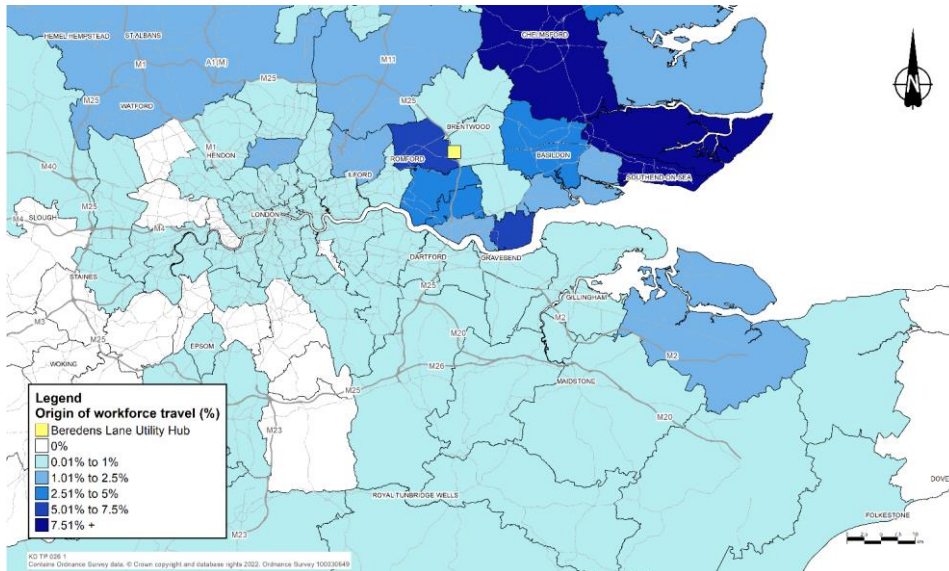 CHELMSFORD
HEMEL HEMPSTEAD
ST.ALBANS
M1
A1(M)
M11
M25
M25
M25
WATFORD
BRENTWOOD
M1
HENDON
ROMFORD
BASILDON
M40
ILFORD
SOUTHEND-ON-SEA
M25
LONDON
SLOUGH
M4
M4
DARTFORD
GRAVESEND
STAINES
M25
GILLINGHAM
M3
M2
M20
EPSOM
M25
M2
WOKING
M26
M25
MAIDSTONE
M20
M23
DOVE
ROYAL TUNBRIDGE WELLS
FOLKESTONE
M23
Legend
Origin of workforce travel (%)
Beredens Lane Utility Hub
0%
0.01% to 1%
1.01% to 2.5%
2.51% to 5%
5.01% to 7.5%
7.51% +
KO TP 026 1
Contains Ordnance Survey data. © Crown copyright and database rights 2022. Ordnance Survey 100030649